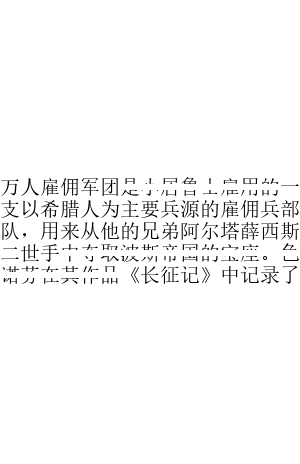 万人雇佣军团是小居鲁士雇用的一
支以希腊人为主要兵源的雇佣兵部
队，用来从他的兄弟阿尔塔薛西斯
二世手中夺取波斯帝国的宝座。色
诺芬在其作品《长征记》中记录了